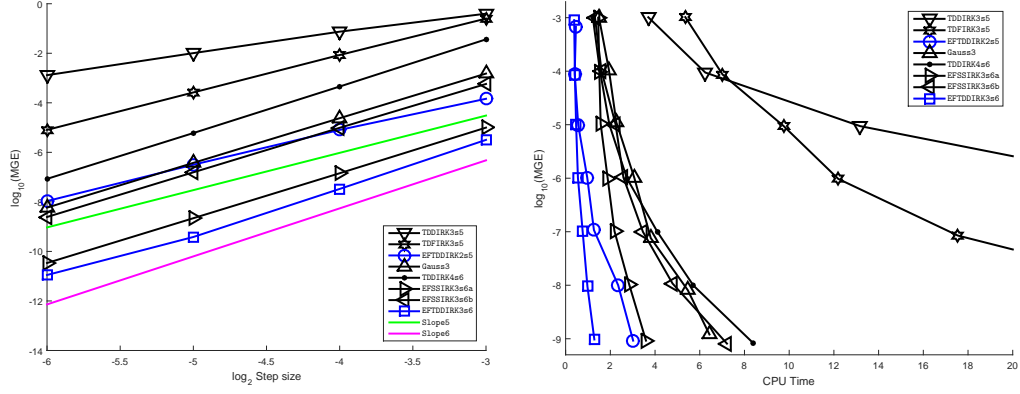 0
-2
-4
-6
-8
-10
-12
-14
log10(MGE)
-6
-5.5
-5
-4.5
-4
-3.5
-3
log2 Step size
TDDIRK3s5
TDFIRK3s5
EFTDDIRK2s5
Gauss3
TDDIRK4s6
EFSSIRK3s6a
EFSSIRK3s6b
EFTDDIRK3s6
Slope5
Slope6
-3
-4
-5
-6
-7
-8
-9
log10(MGE)
0
2
4
6
8
10
12
14
16
18
20
CPU Time
TDDIRK3s5
TDFIRK3s5
EFTDDIRK2s5
Gauss3
TDDIRK4s6
EFSSIRK3s6a
EFSSIRK3s6b
EFTDDIRK3s6